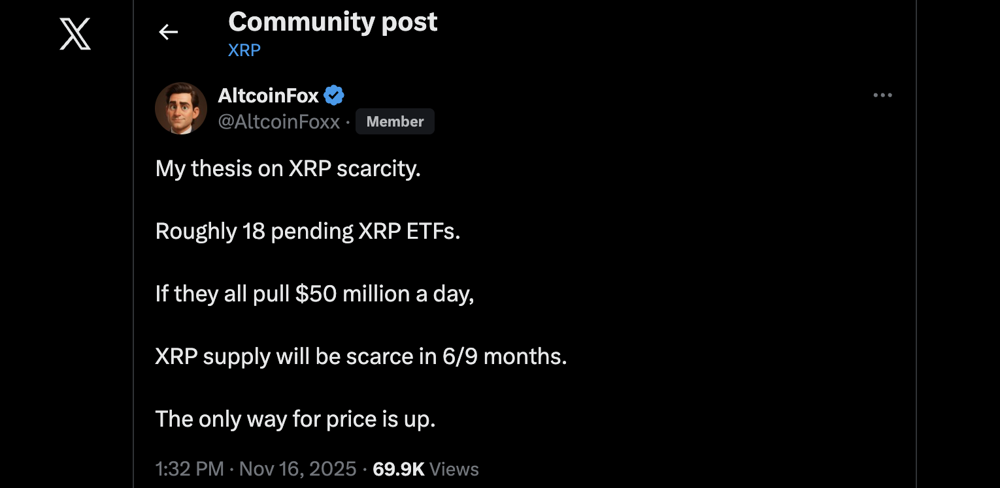 Community post
XRP
AltcoinFox
@AltcoinFoxx · Member
My thesis on XRP scarcity.
Roughly 18 pending XRP ETFs.
If they all pull $50 million a day,
XRP supply will be scarce in 6/9 months.
The only way for price is up.
1:32 PM · Nov 16, 2025 · 69.9K Views